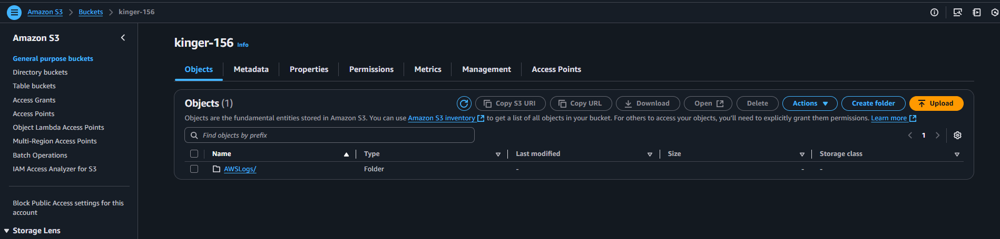 Amazon S3 > Buckets > kinger-156
Amazon S3
General purpose buckets
Directory buckets
Table buckets
Access Grants
Access Points
Object Lambda Access Points
Multi-Region Access Points
Batch Operations
IAM Access Analyzer for S3
Block Public Access settings for this
account
Storage Lens
kinger-156 Info
Objects Metadata Properties Permissions Metrics Management Access Points
Objects (1) Copy S3 URI Copy URL Download Open Delete Actions Create folder Upload
Objects are the fundamental entities stored in Amazon S3. You can use Amazon S3 inventory to get a list of all objects in your bucket. For others to access your objects, you'll need to explicitly grant them permissions. Learn more
Find objects by prefix < 1 >
Name Type Last modified Size Storage class
AWSLogs/ Folder - - -